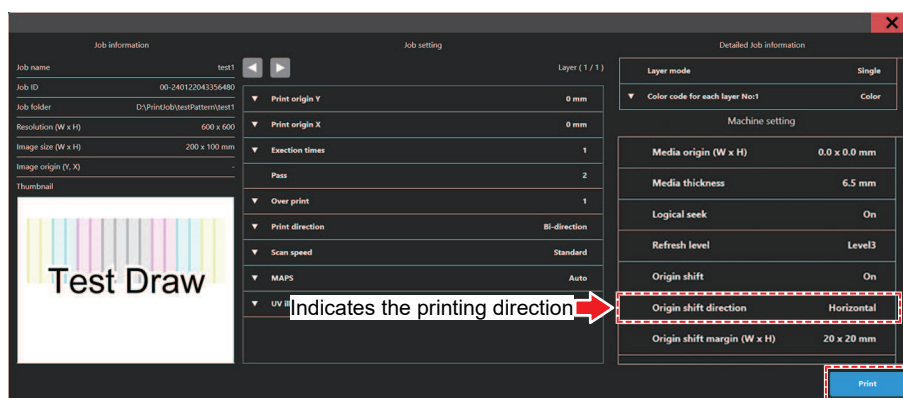 Job information
Job name test1
Job ID 00-240122043356480
Job folder D:\PrintJob\testPattern\test1
Resolution (W x H) 600 x 600
Image size (W x H) 200 x 100 mm
Image origin (Y, X) -
Thumbnail
Test Draw
Job setting
Layer ( 1 / 1 )
Print origin Y 0 mm
Print origin X 0 mm
Exection times 1
Pass 2
Over print 1
Print direction Bi-direction
Scan speed Standard
MAPS Auto
Indicates the printing direction
Detailed Job information
Layer mode Single
Color code for each layer No:1 Color
Machine setting
Media origin (W x H) 0.0 x 0.0 mm
Media thickness 6.5 mm
Logical seek On
Refresh level Level3
Origin shift On
Origin shift direction Horizontal
Origin shift margin (W x H) 20 x 20 mm
Print